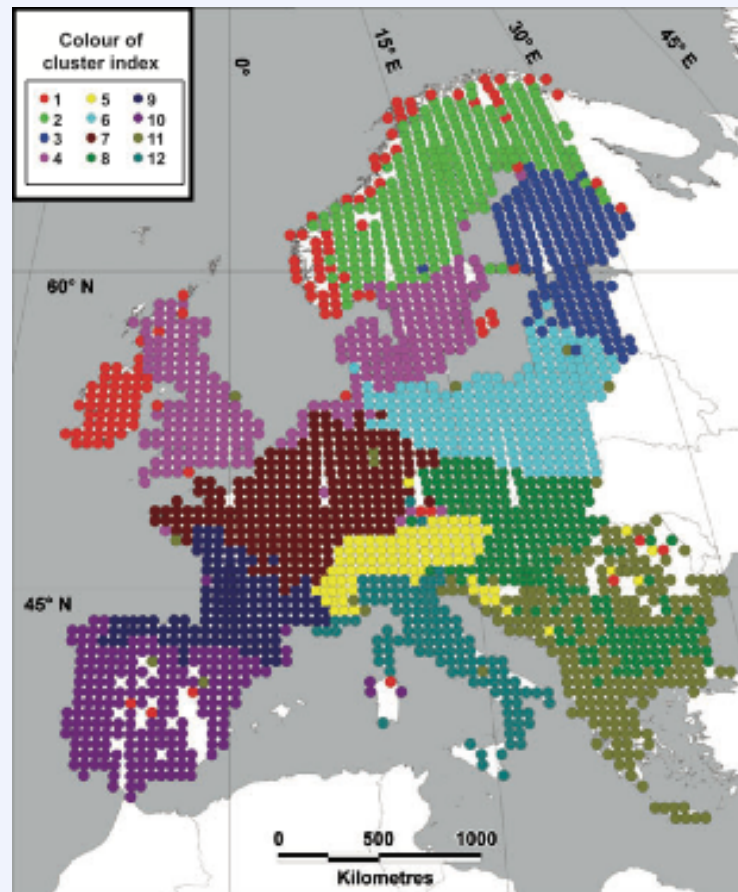 Colour of
cluster index
1 5 9
2 6 10
3 7 11
4 8 12
0°
15° E
30° E
45° E
60° N
45° N
0 500 1000
Kilometres